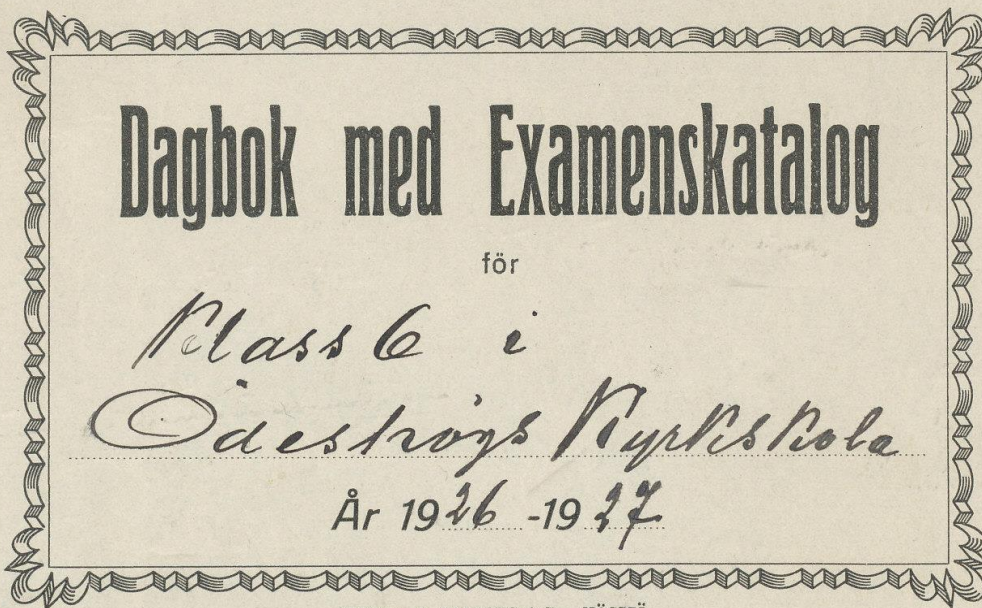 Dagbok med Examenskatalog
för
Klass 6 i
Ödeshögs Kyrkskola
År 1926-1927